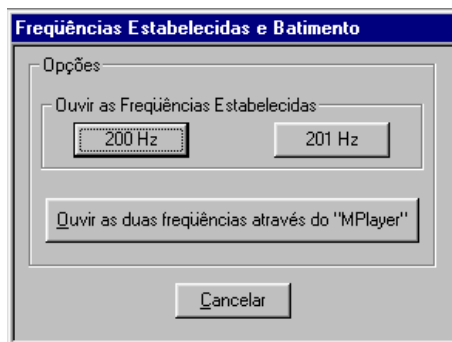 Freqüências Estabelecidas e Batimento
Opções
Ouvir as Freqüências Estabelecidas
200 Hz 201 Hz
Ouvir as duas freqüências através do "MPlayer"
Cancelar